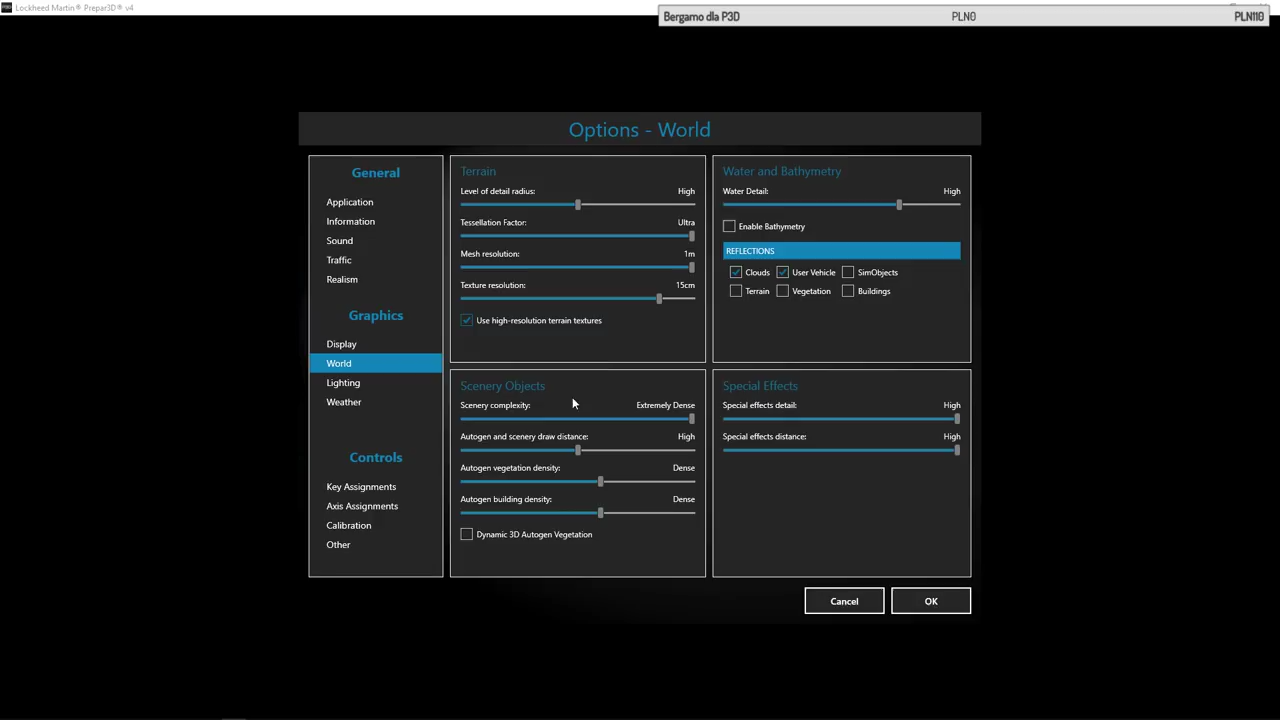 Lockheed Martin® Prepar3D® v4
Bergamo dla P3D PLN0 PLN110
Options - World
General
Application
Information
Sound
Traffic
Realism
Graphics
Display
World
Lighting
Weather
Controls
Key Assignments
Axis Assignments
Calibration
Other
Terrain
Level of detail radius: High
Tessellation Factor: Ultra
Mesh resolution: 1m
Texture resolution: 15cm
Use high-resolution terrain textures
Water and Bathymetry
Water Detail: High
Enable Bathymetry
REFLECTIONS
Clouds User Vehicle SimObjects
Terrain Vegetation Buildings
Scenery Objects
Scenery complexity: Extremely Dense
Autogen and scenery draw distance: High
Autogen vegetation density: Dense
Autogen building density: Dense
Dynamic 3D Autogen Vegetation
Special Effects
Special effects detail: High
Special effects distance: High
Cancel OK